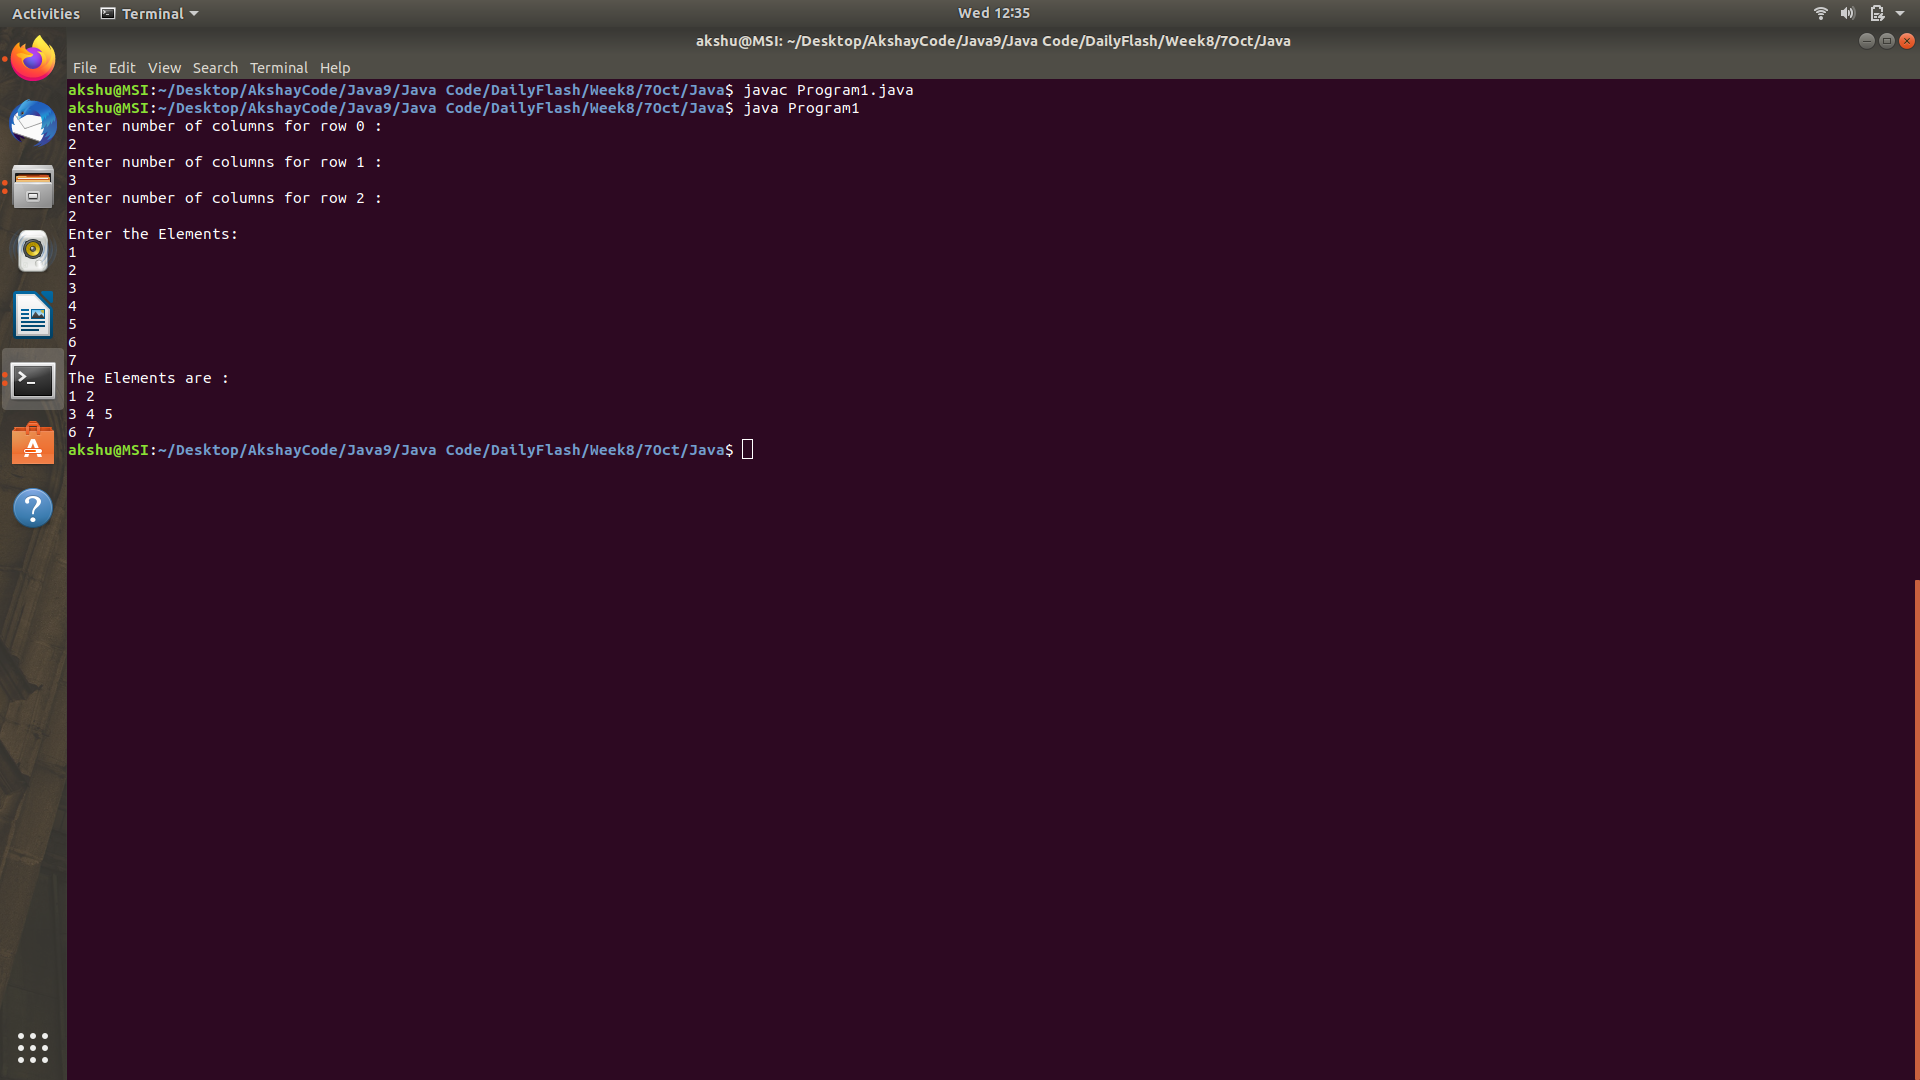 Activities Terminal Wed 12:35
akshu@MSI: ~/Desktop/AkshayCode/Java9/Java Code/DailyFlash/Week8/7Oct/Java
File Edit View Search Terminal Help
akshu@MSI:~/Desktop/AkshayCode/Java9/Java Code/DailyFlash/Week8/7Oct/Java$ javac Program1.java
akshu@MSI:~/Desktop/AkshayCode/Java9/Java Code/DailyFlash/Week8/7Oct/Java$ java Program1
enter number of columns for row 0 :
2
enter number of columns for row 1 :
3
enter number of columns for row 2 :
2
Enter the Elements:
1
2
3
4
5
6
7
The Elements are :
1 2
3 4 5
6 7
akshu@MSI:~/Desktop/AkshayCode/Java9/Java Code/DailyFlash/Week8/7Oct/Java$